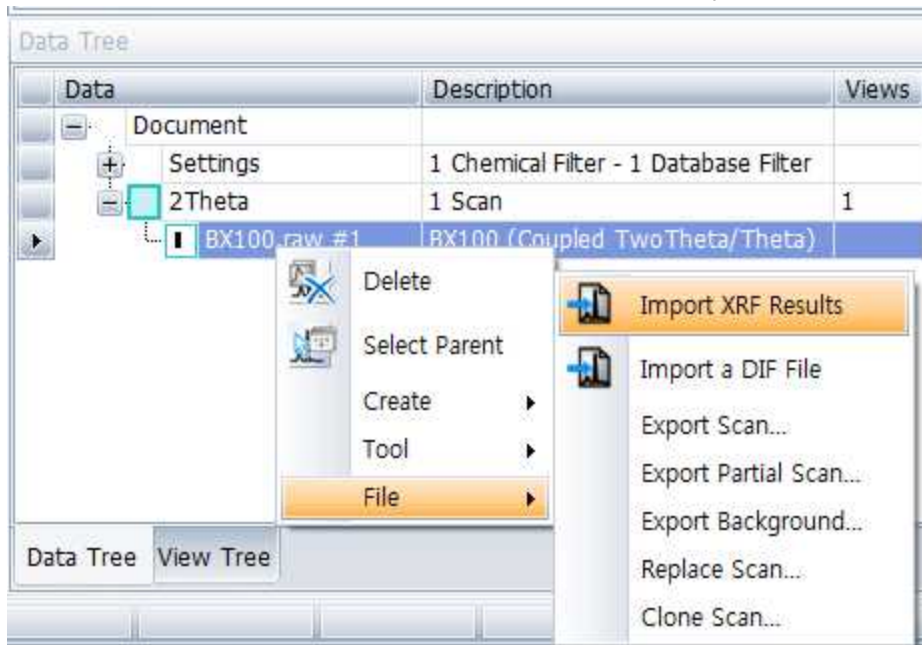 Data Tree
Data Description Views
Document
Settings 1 Chemical Filter - 1 Database Filter
2Theta 1 Scan 1
BX100.raw #1 BX100 (Coupled TwoTheta/Theta)
Delete
Select Parent
Create
Tool
File
Import XRF Results
Import a DIF File
Export Scan...
Export Partial Scan...
Export Background...
Replace Scan...
Clone Scan...
Data Tree View Tree